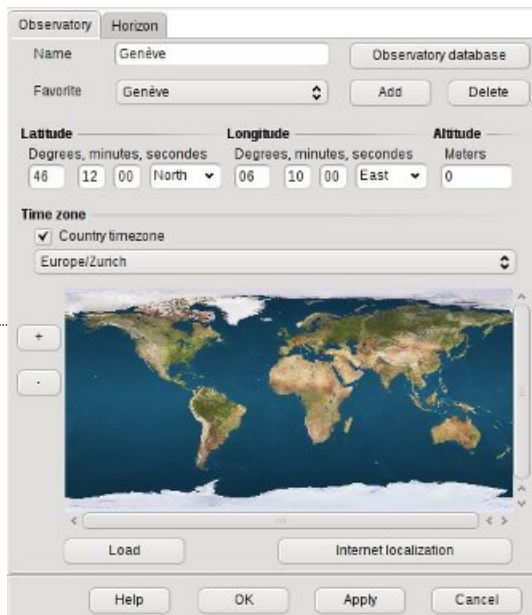 Observatory Horizon
Name Genève Observatory database
Favorite Genève Add Delete
Latitude Longitude Altitude
Degrees, minutes, secondes Degrees, minutes, secondes Meters
46 12 00 North 06 10 00 East 0
Time zone
Country timezone
Europe/Zurich
+
-
Load Internet localization
Help OK Apply Cancel